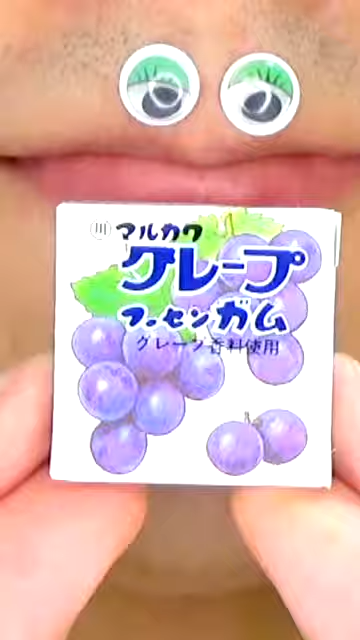 マルカワ
グレープ
フーセンガム
グレープ香料使用